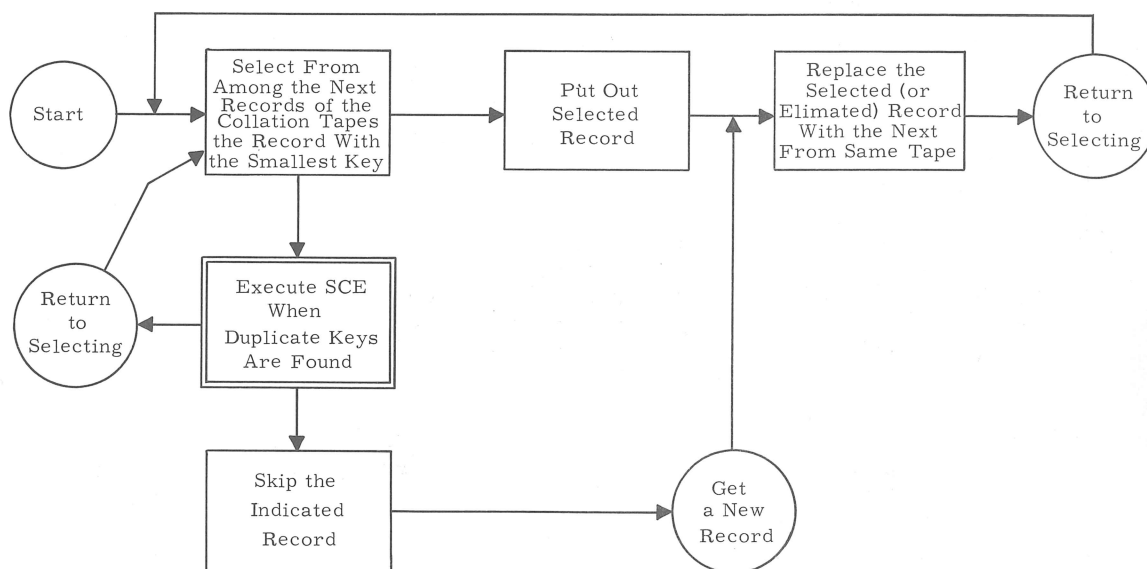 Start
Select From
Among the Next
Records of the
Collation Tapes
the Record With
the Smallest Key
Pùt Out
Selected
Record
Replace the
Selected (or
Elimated) Record
With the Next
From Same Tape
Return
to
Selecting
Return
to
Selecting
Execute SCE
When
Duplicate Keys
Are Found
Skip the
Indicated
Record
Get
a New
Record